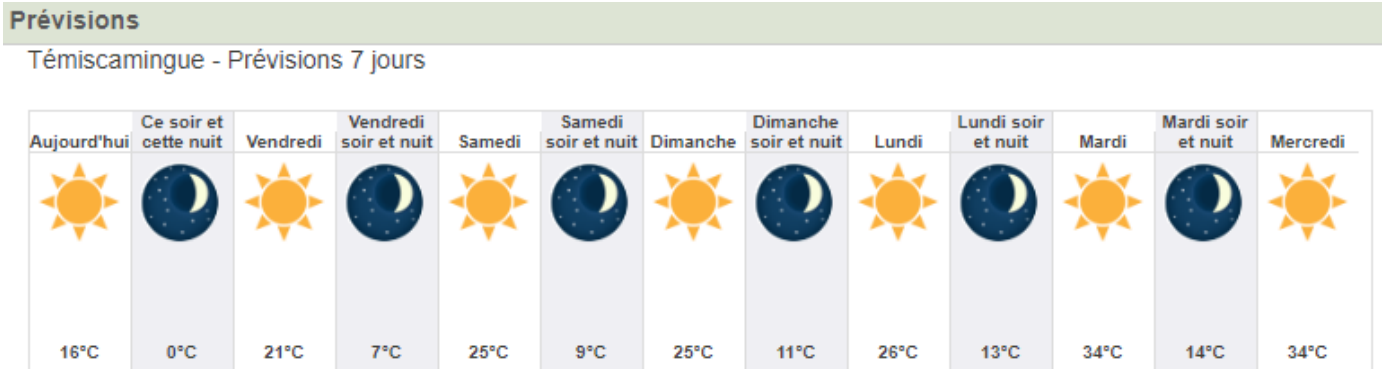 Prévisions
Témiscamingue - Prévisions 7 jours
Aujourd'hui
Ce soir et
cette nuit
Vendredi
Vendredi
soir et nuit
Samedi
Samedi
soir et nuit
Dimanche
Dimanche
soir et nuit
Lundi
Lundi soir
et nuit
Mardi
Mardi soir
et nuit
Mercredi
16°C 0°C 21°C 7°C 25°C 9°C 25°C 11°C 26°C 13°C 34°C 14°C 34°C